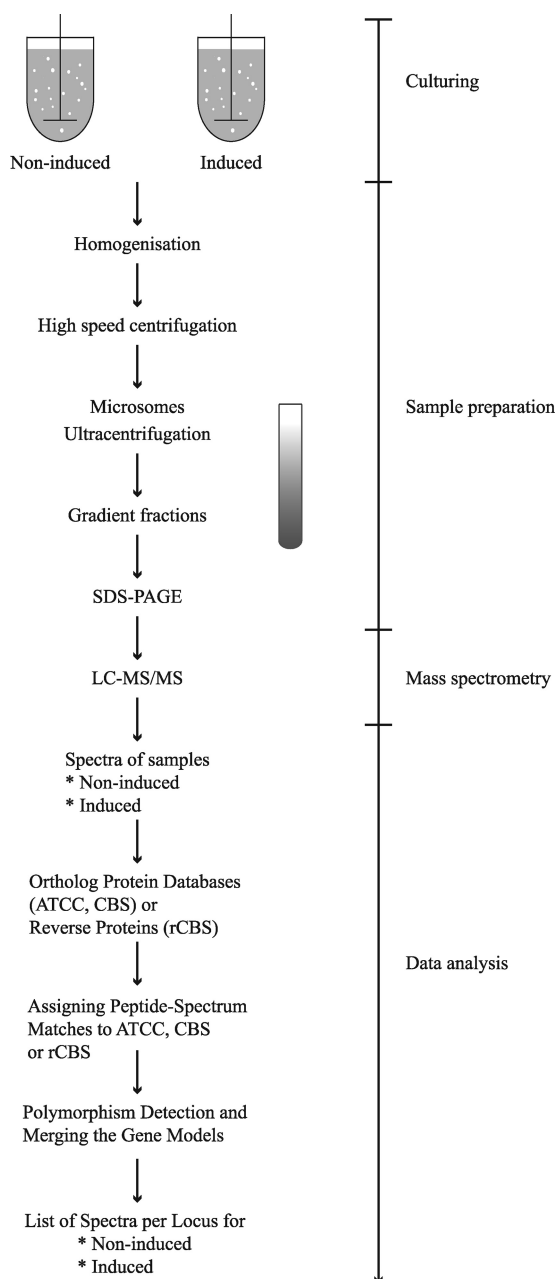 Non-induced
Induced
Culturing
Homogenisation
High speed centrifugation
Microsomes
Ultracentrifugation
Sample preparation
Gradient fractions
SDS-PAGE
LC-MS/MS
Mass spectrometry
Spectra of samples
* Non-induced
* Induced
Ortholog Protein Databases
(ATCC, CBS) or
Reverse Proteins (rCBS)
Data analysis
Assigning Peptide-Spectrum
Matches to ATCC, CBS
or rCBS
Polymorphism Detection and
Merging the Gene Models
List of Spectra per Locus for
* Non-induced
* Induced